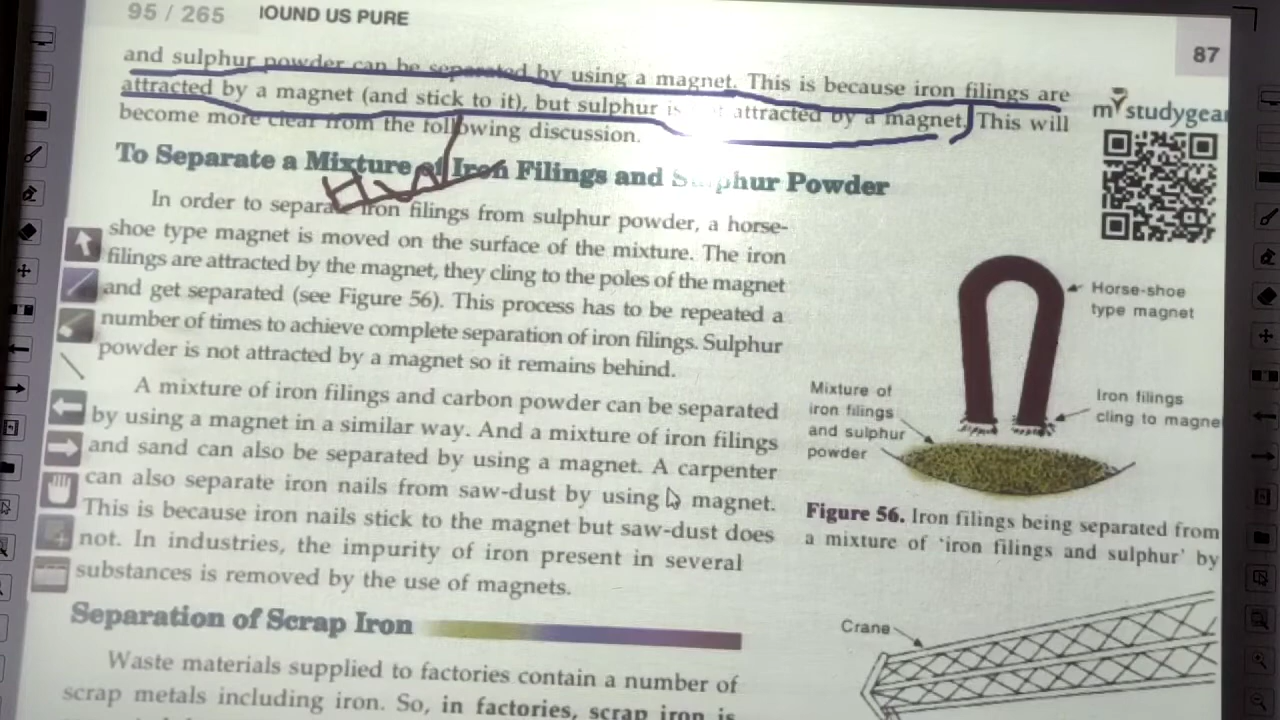 95 / 265
OUND US PURE
87
and sulphur powder can be separated by using a magnet. This is because iron filings are
attracted by a magnet (and stick to it), but sulphur is attracted by a magnet. This will
become more clear from the following discussion.
my studygear
To Separate a Mixture of Iron Filings and Sulphur Powder
In order to separate iron filings from sulphur powder, a horse-
shoe type magnet is moved on the surface of the mixture. The iron
filings are attracted by the magnet, they cling to the poles of the magnet
and get separated (see Figure 56). This process has to be repeated a
number of times to achieve complete separation of iron filings. Sulphur
powder is not attracted by a magnet so it remains behind.
A mixture of iron filings and carbon powder can be separated
by using a magnet in a similar way. And a mixture of iron filings
and sand can also be separated by using a magnet. A carpenter
can also separate iron nails from saw-dust by using magnet.
This is because iron nails stick to the magnet but saw-dust does
not. In industries, the impurity of iron present in several
substances is removed by the use of magnets.
Horse-shoe
type magnet
Mixture of
iron filings
and sulphur
powder
Iron filings
cling to magne
Figure 56. Iron filings being separated from
a mixture of 'iron filings and sulphur' by
Separation of Scrap Iron
Waste materials supplied to factories contain a number of
scrap metals including iron. So, in factories, scrap iron is
Crane